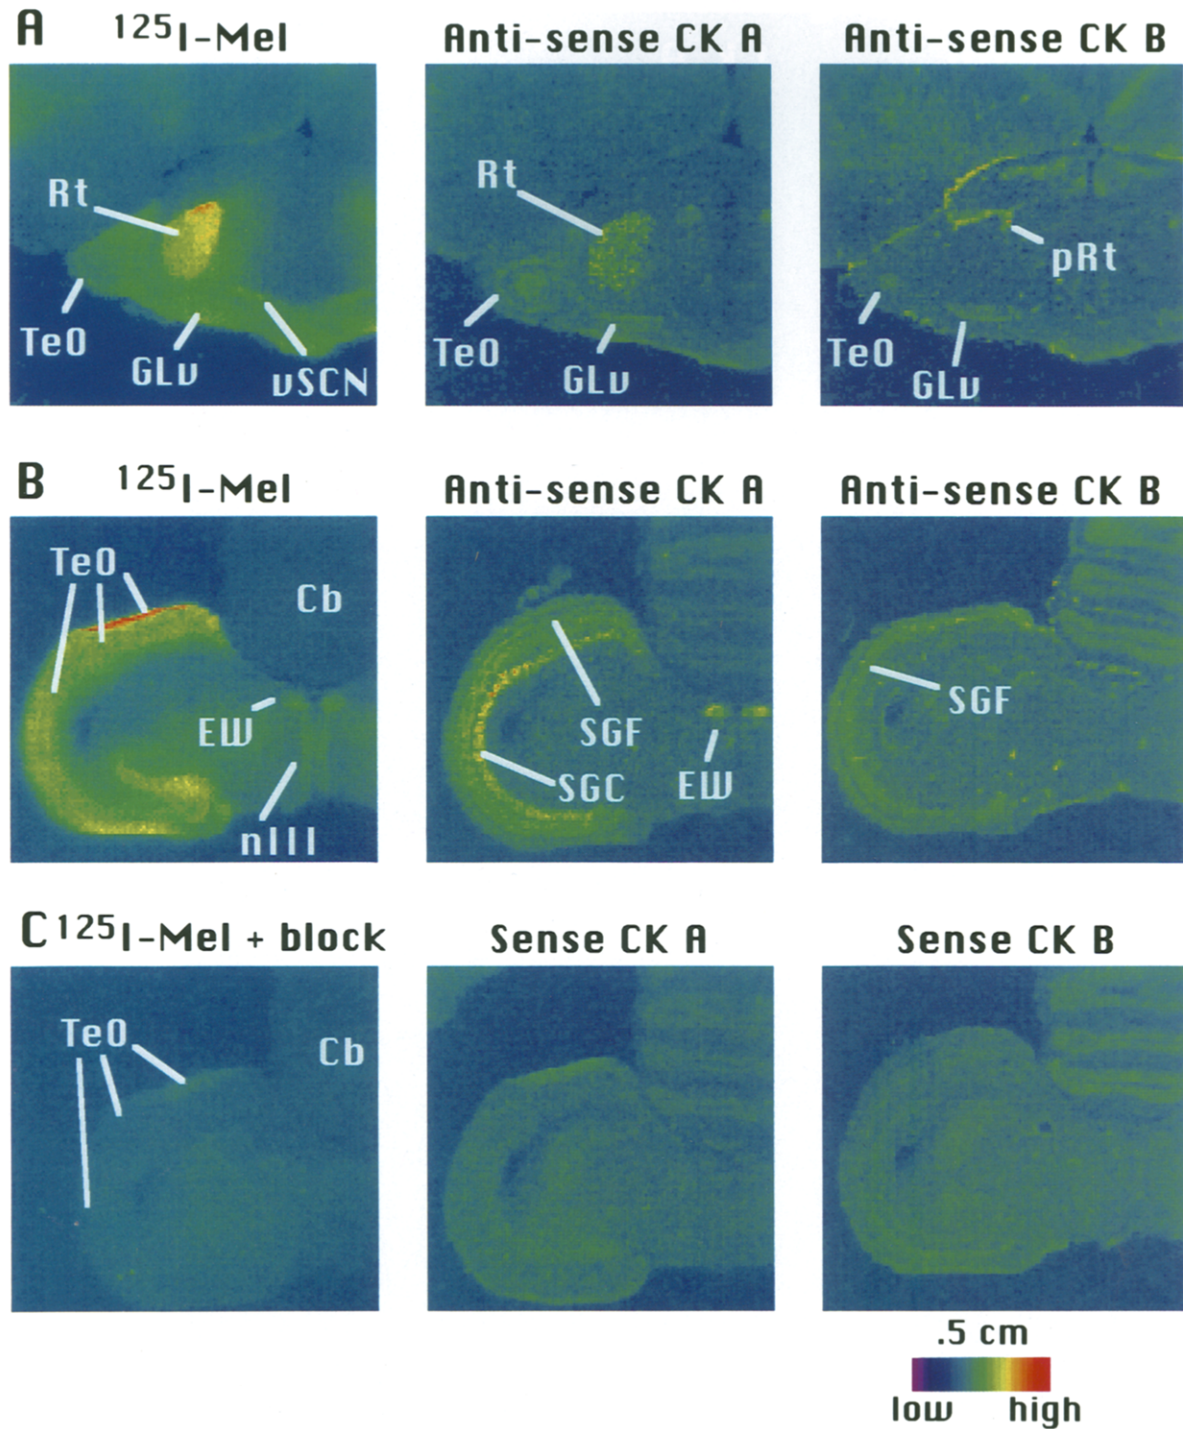 A 125I-Mel Anti-sense CK A Anti-sense CK B
Rt
Rt
pRt
TeO
GLv
vSCN
TeO
GLv
TeO
GLv
B 125I-Mel Anti-sense CK A Anti-sense CK B
TeO
Cb
EW
nIII
SGF
SGC
EW
SGF
C 125I-Mel + block Sense CK A Sense CK B
TeO
Cb
.5 cm
low high